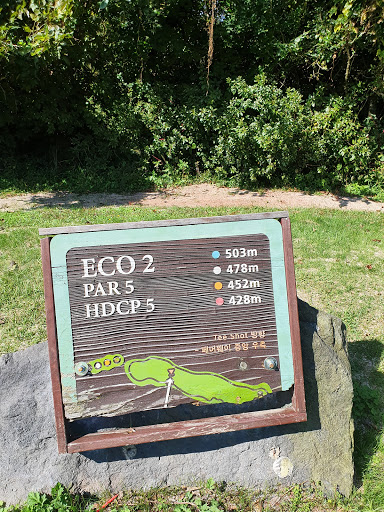 ECO 2
PAR 5
HDCP 5
503m
478m
452m
428m
Tee Shot 방향
- 페어웨이 중앙 우측